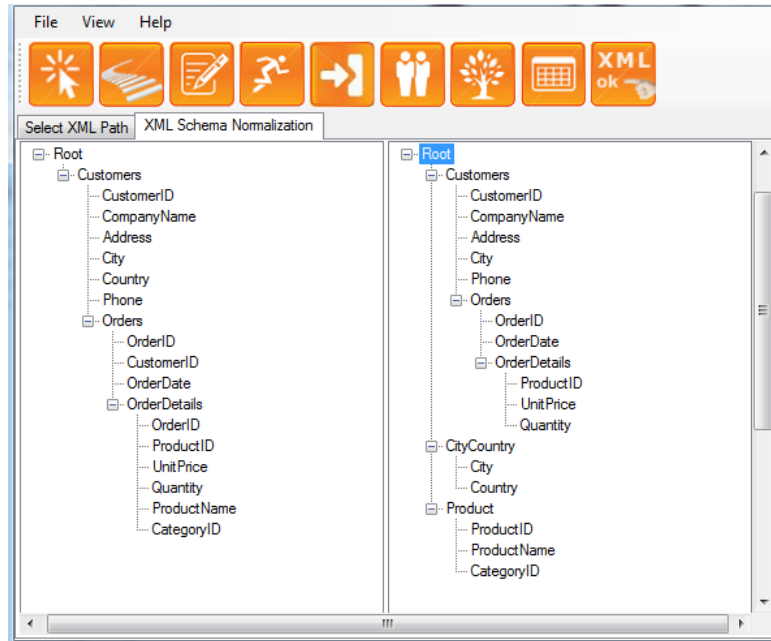 File View Help
XML
ok
Select XML Path XML Schema Normalization
Root
Customers
CustomerID
CompanyName
Address
City
Country
Phone
Orders
OrderID
CustomerID
OrderDate
OrderDetails
OrderID
ProductID
UnitPrice
Quantity
ProductName
CategoryID
Root
Customers
CustomerID
CompanyName
Address
City
Phone
Orders
OrderID
OrderDate
OrderDetails
ProductID
UnitPrice
Quantity
CityCountry
City
Country
Product
ProductID
ProductName
CategoryID